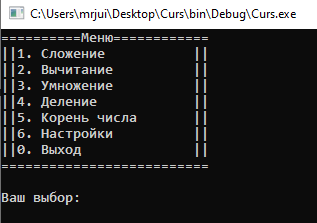 C:\Users\mrjui\Desktop\Curs\bin\Debug\Curs.exe
==========Меню============
||1. Сложение           ||
||2. Вычитание          ||
||3. Умножение          ||
||4. Деление            ||
||5. Корень числа       ||
||6. Настройки          ||
||0. Выход              ||
==========================
Ваш выбор: